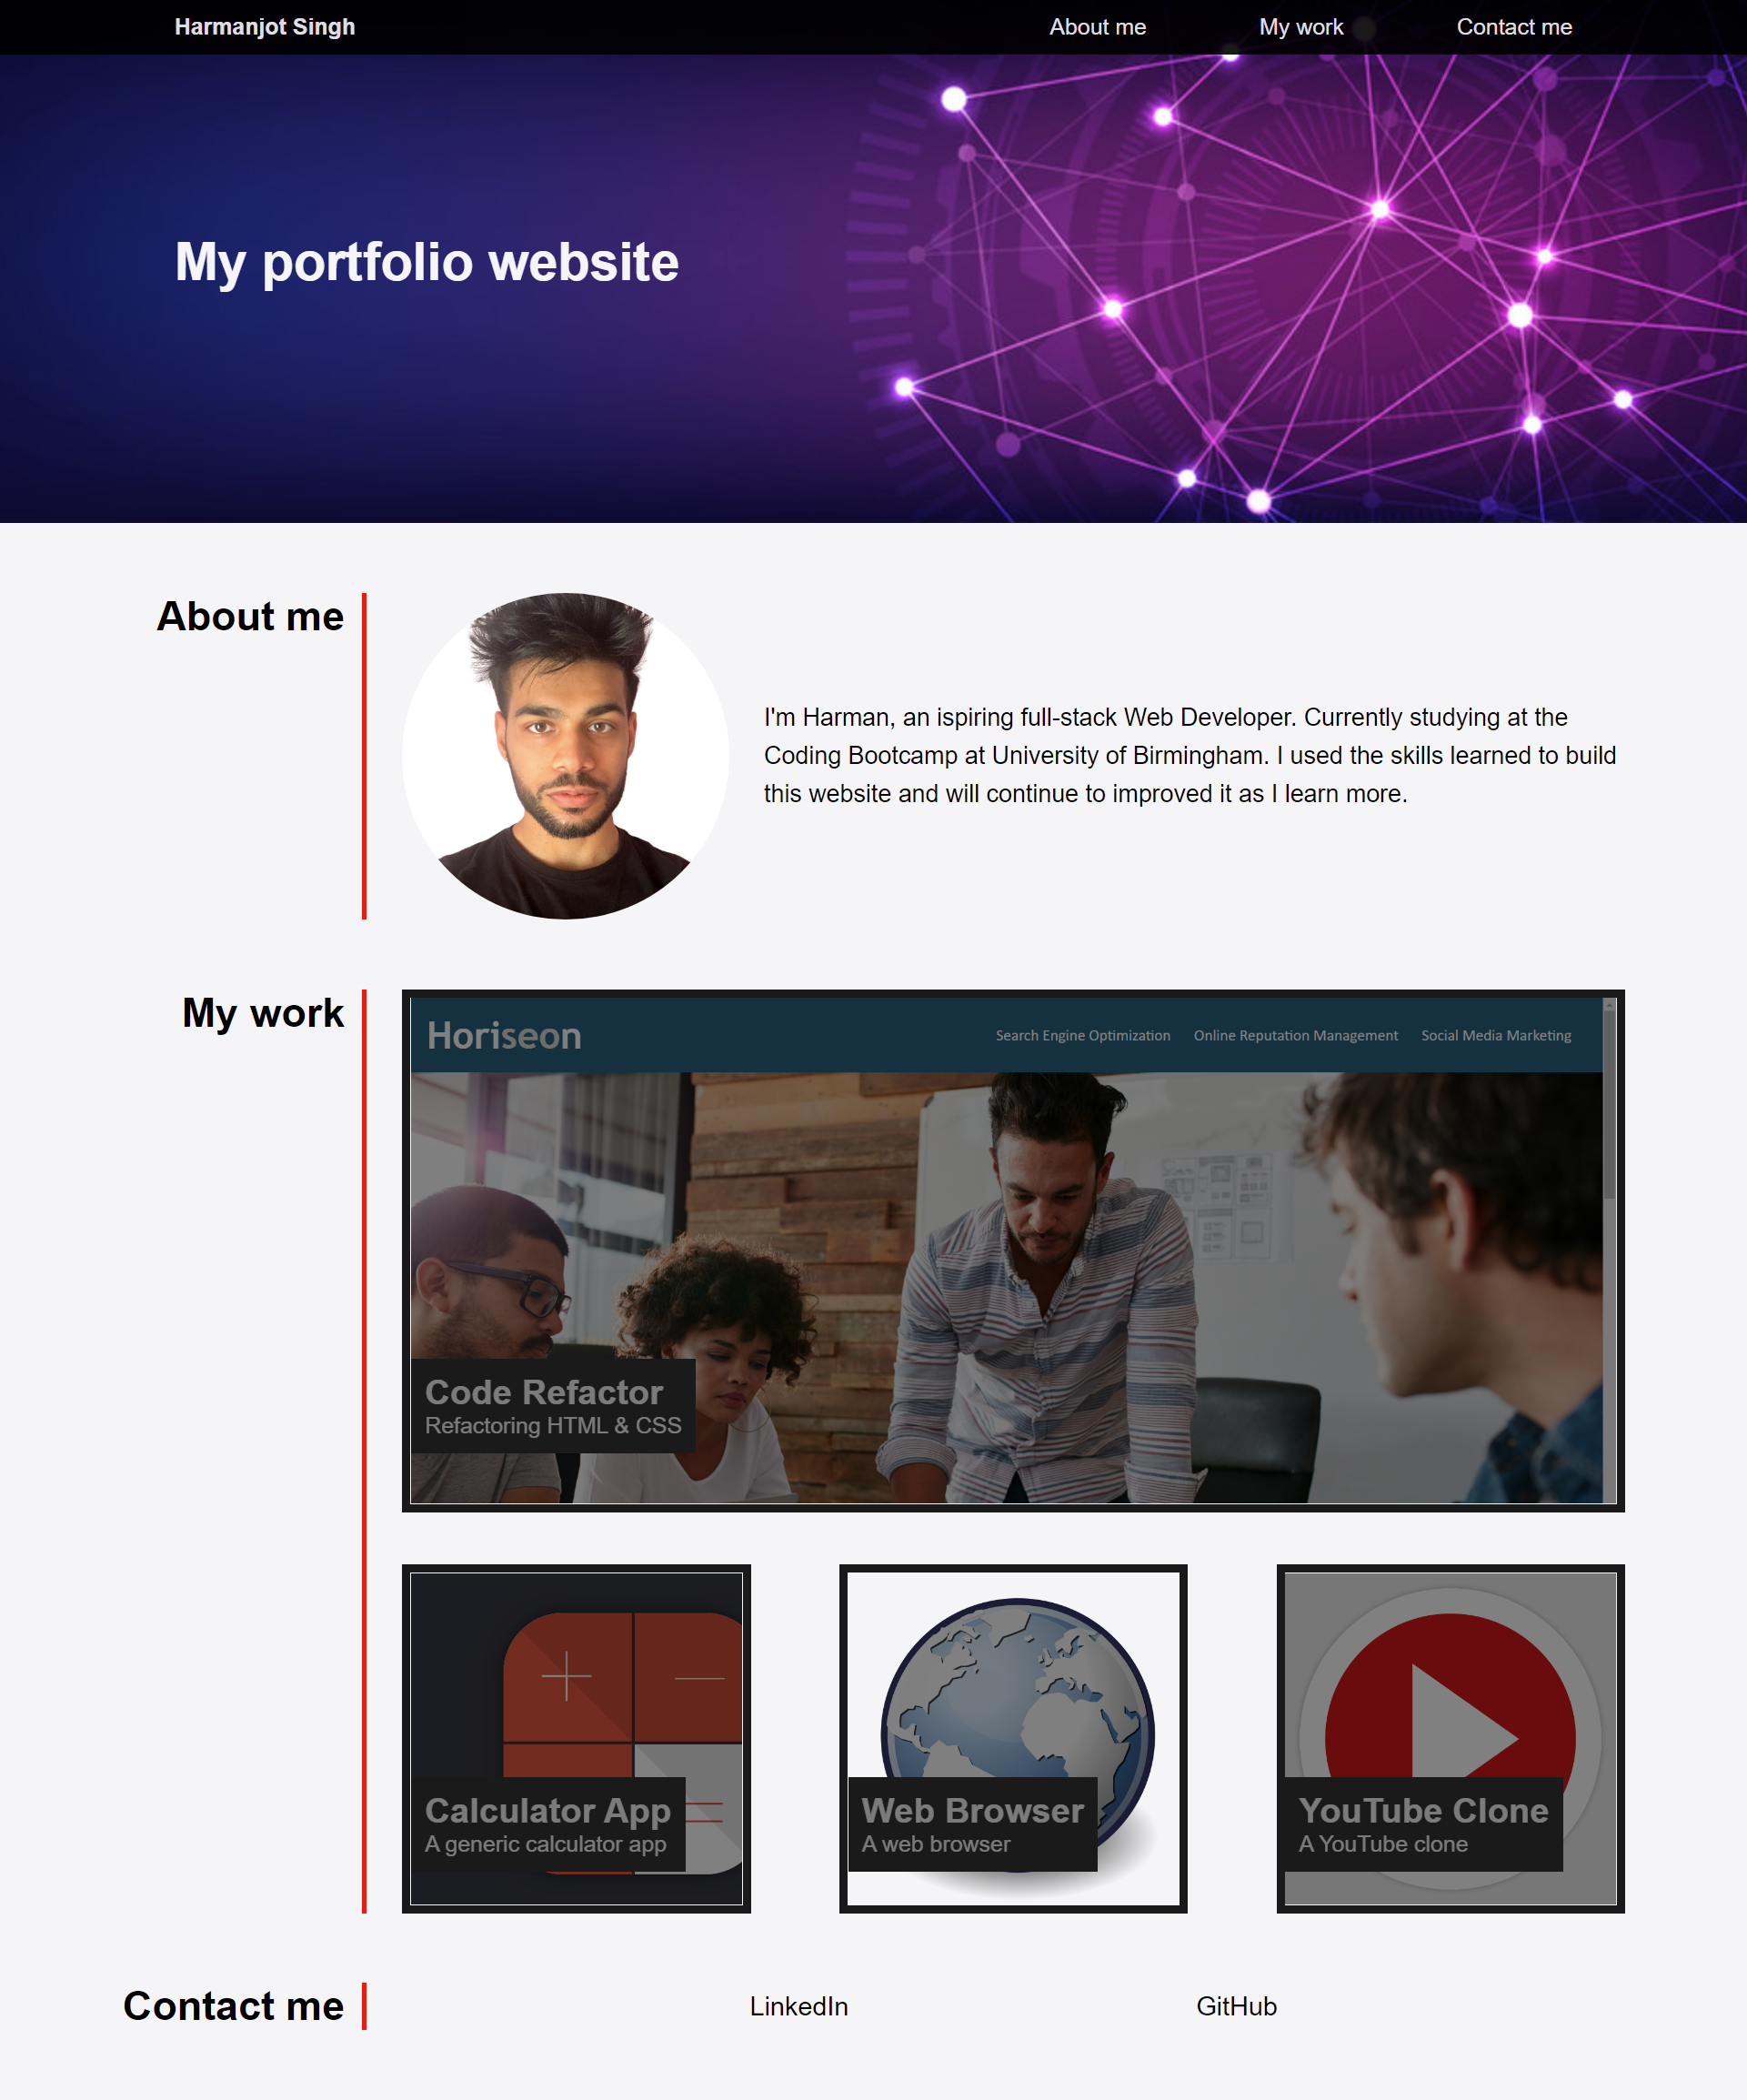 Harmanjot Singh
About me
My work
Contact me
My portfolio website
About me
I'm Harman, an ispiring full-stack Web Developer. Currently studying at the
Coding Bootcamp at University of Birmingham. I used the skills learned to build
this website and will continue to improved it as I learn more.
My work
Horiseon
Search Engine Optimization
Online Reputation Management
Social Media Marketing
Code Refactor
Refactoring HTML & CSS
Calculator App
A generic calculator app
Web Browser
A web browser
YouTube Clone
A YouTube clone
Contact me
LinkedIn
GitHub